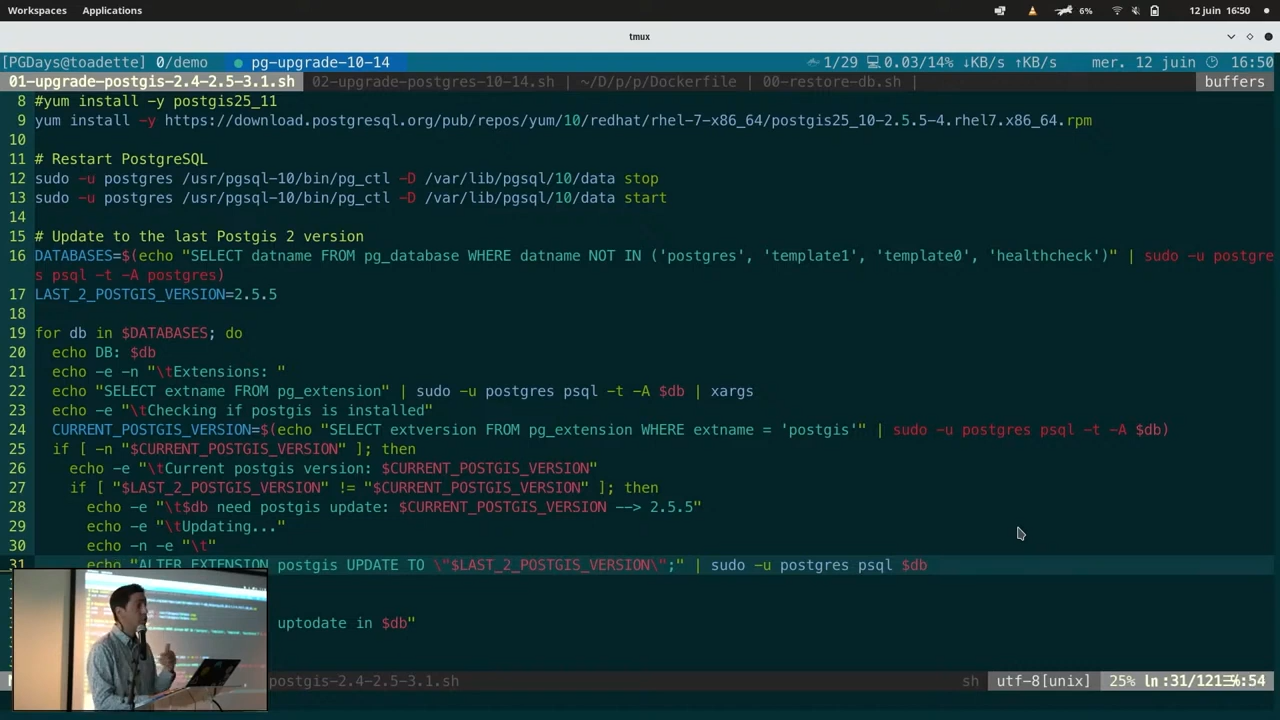 Workspaces Applications 6% 12 juin 16:50
tmux
[PGDays@toadette] 0/demo ● pg-upgrade-10-14 1/29 0.03/14% ↓KB/s ↑KB/s mer. 12 juin 16:50
01-upgrade-postgis-2.4-2.5-3.1.sh 02-upgrade-postgres-10-14.sh | ~/D/p/p/Dockerfile | 00-restore-db.sh | buffers
8 #yum install -y postgis25_11
9 yum install -y https://download.postgresql.org/pub/repos/yum/10/redhat/rhel-7-x86_64/postgis25_10-2.5.5-4.rhel7.x86_64.rpm
10
11 # Restart PostgreSQL
12 sudo -u postgres /usr/pgsql-10/bin/pg_ctl -D /var/lib/pgsql/10/data stop
13 sudo -u postgres /usr/pgsql-10/bin/pg_ctl -D /var/lib/pgsql/10/data start
14
15 # Update to the last Postgis 2 version
16 DATABASES=$(echo "SELECT datname FROM pg_database WHERE datname NOT IN ('postgres', 'template1', 'template0', 'healthcheck')" | sudo -u postgre
s psql -t -A postgres)
17 LAST_2_POSTGIS_VERSION=2.5.5
18
19 for db in $DATABASES; do
20 echo DB: $db
21 echo -e -n "\tExtensions: "
22 echo "SELECT extname FROM pg_extension" | sudo -u postgres psql -t -A $db | xargs
23 echo -e "\tChecking if postgis is installed"
24 CURRENT_POSTGIS_VERSION=$(echo "SELECT extversion FROM pg_extension WHERE extname = 'postgis'" | sudo -u postgres psql -t -A $db)
25 if [ -n "$CURRENT_POSTGIS_VERSION" ]; then
26 echo -e "\tCurrent postgis version: $CURRENT_POSTGIS_VERSION"
27 if [ "$LAST_2_POSTGIS_VERSION" != "$CURRENT_POSTGIS_VERSION" ]; then
28 echo -e "\t$db need postgis update: $CURRENT_POSTGIS_VERSION --> 2.5.5"
29 echo -e "\tUpdating..."
30 echo -n -e "\t"
31 echo "ALTER EXTENSION postgis UPDATE TO \"$LAST_2_POSTGIS_VERSION\";" | sudo -u postgres psql $db
uptodate in $db"
postgis-2.4-2.5-3.1.sh sh utf-8[unix] 25% ln:31/121